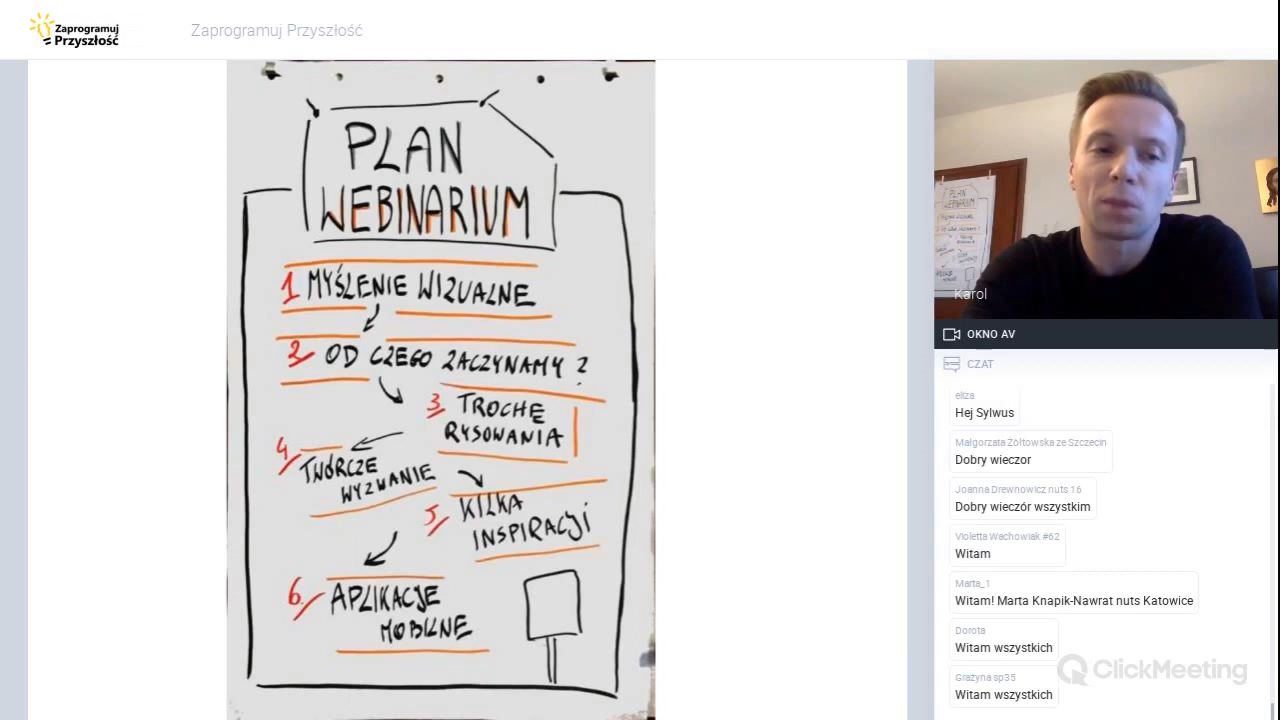 Zaprogramuj
Przyszłość
Zaprogramuj Przyszłość
PLAN
WEBINARIUM
1 MYŚLENIE WIZUALNE
2 OD CZEGO ZACZYNAMY?
3 TROCHĘ
RYSOWANIA
4 TWÓRCZE
WYZWANIE
5 KILKA
INSPIRACJI
6. APLIKACJE
MOBILNE
PLAN
WEBINARIUM
Karol
OKNO AV
CZAT
eliza
Hej Sylwus
Małgorzata Żółtowska ze Szczecin
Dobry wieczor
Joanna Drewnowicz nuts 16
Dobry wieczór wszystkim
Violetta Wachowiak #62
Witam
Marta_1
Witam! Marta Knapik-Nawrat nuts Katowice
Dorota
Witam wszystkich
Grażyna sp35
Witam wszystkich
ClickMeeting